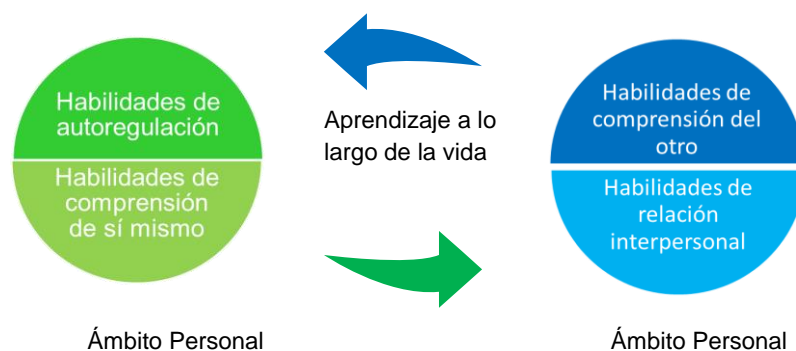 Habilidades de
autoregulación
Habilidades de
comprensión
de sí mismo
Aprendizaje a lo
largo de la vida
Habilidades de
comprensión del
otro
Habilidades de
relación
interpersonal
Ámbito Personal
Ámbito Personal